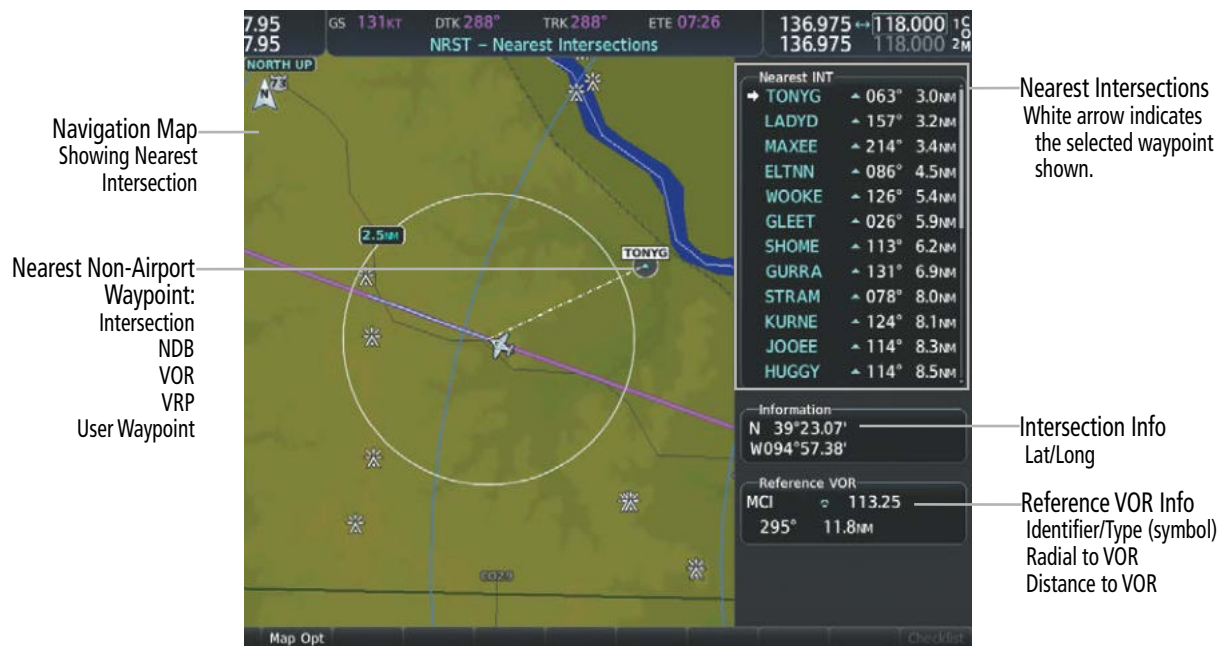 7.95 GS 131KT DTK 288° TRK 288° ETE 07:26 136.975 ↔ 118.000 1 C
7.95 NRST – Nearest Intersections 136.975 118.000 2 O M
NORTH UP
N
73
2.5NM
TONYG
CO29
Map Opt
Checklist
Nearest INT
TONYG 063° 3.0NM
LADYD 157° 3.2NM
MAXEE 214° 3.4NM
ELTNN 086° 4.5NM
WOOKE 126° 5.4NM
GLEET 026° 5.9NM
SHOME 113° 6.2NM
GURRA 131° 6.9NM
STRAM 078° 8.0NM
KURNE 124° 8.1NM
JOOEE 114° 8.3NM
HUGGY 114° 8.5NM
Information
N 39°23.07'
W094°57.38'
Reference VOR
MCI 113.25
295° 11.8NM
Navigation Map
Showing Nearest
Intersection
Nearest Non-Airport
Waypoint:
Intersection
NDB
VOR
VRP
User Waypoint
Nearest Intersections
White arrow indicates
the selected waypoint
shown.
Intersection Info
Lat/Long
Reference VOR Info
Identifier/Type (symbol)
Radial to VOR
Distance to VOR